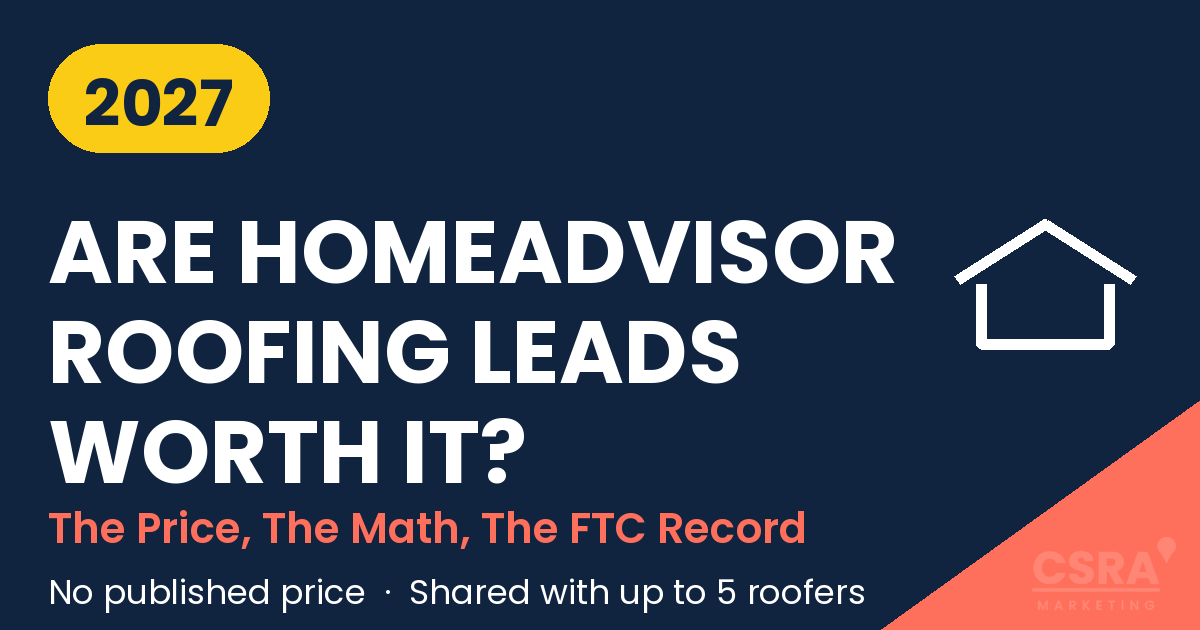 2027
ARE HOMEADVISOR
ROOFING LEADS
WORTH IT?
The Price, The Math, The FTC Record
No published price · Shared with up to 5 roofers
CSRA
MARKETING